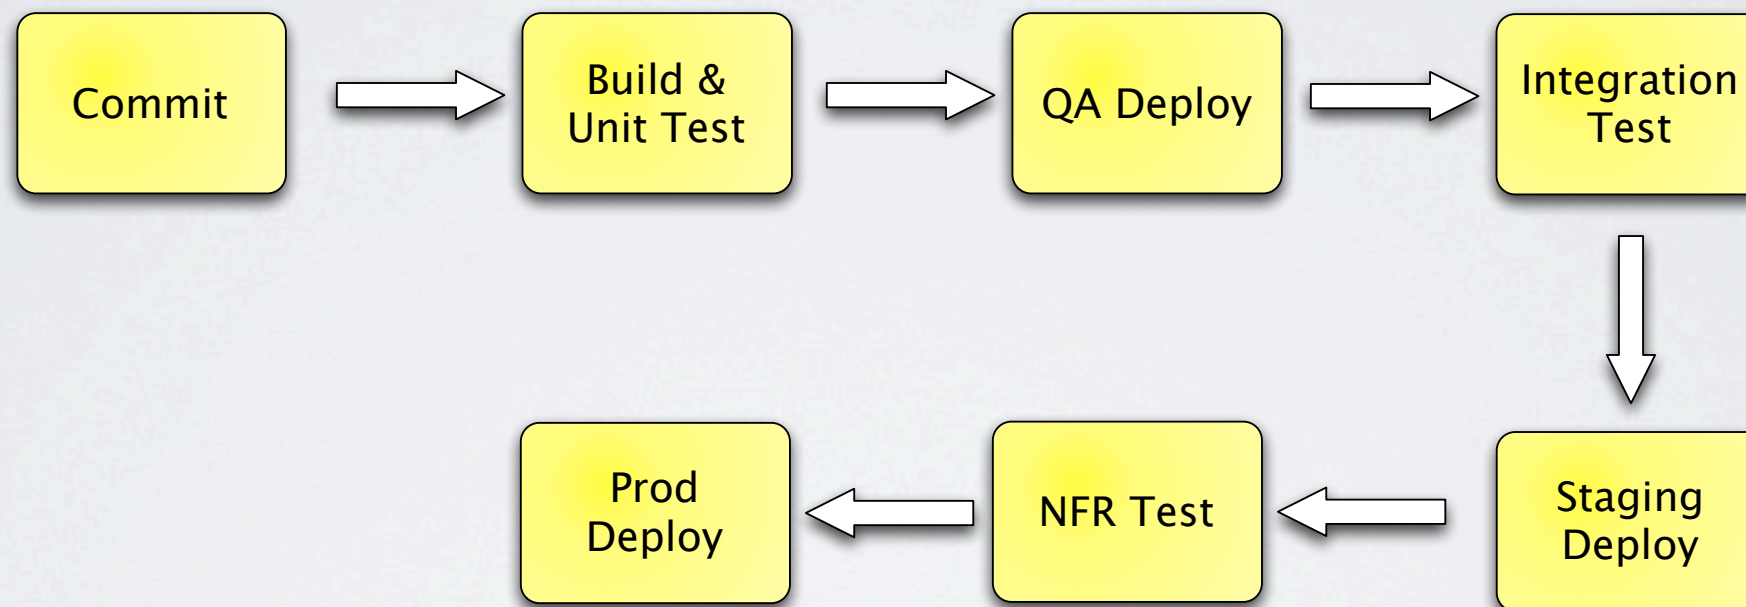 Commit
Build &
Unit Test
QA Deploy
Integration
Test
Staging
Deploy
NFR Test
Prod
Deploy